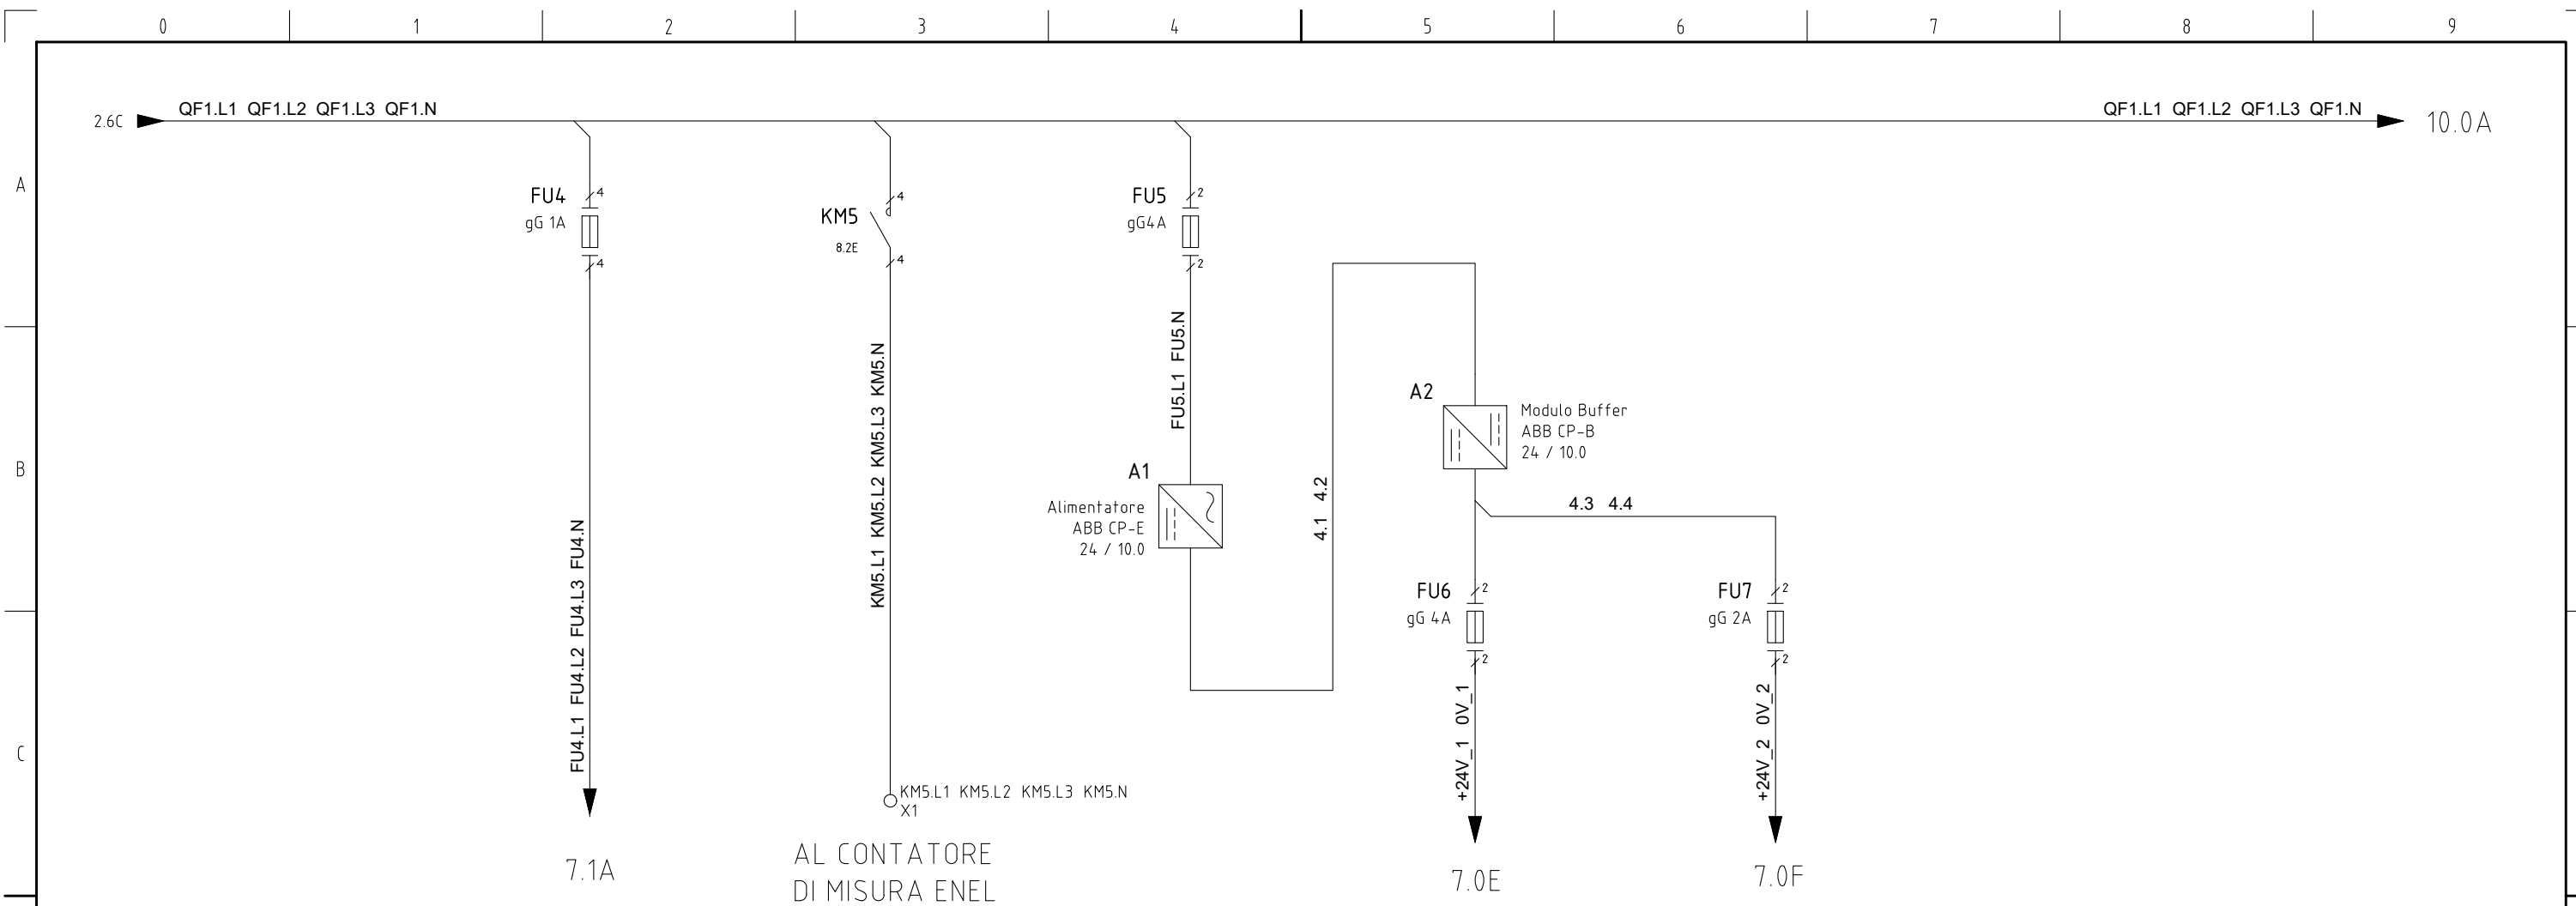 0 1 2 3 4 5 6 7 8 9
QF1.L1 QF1.L2 QF1.L3 QF1.N
QF1.L1 QF1.L2 QF1.L3 QF1.N
2.6C
10.0A
A
FU4
gG 1A
4
4
KM5
8.2E
4
4
FU5
gG4A
2
2
FU5.L1 FU5.N
KM5.L1 KM5.L2 KM5.L3 KM5.N
FU4.L1 FU4.L2 FU4.L3 FU4.N
B
A1
Alimentatore
ABB CP-E
24 / 10.0
4.1 4.2
A2
Modulo Buffer
ABB CP-B
24 / 10.0
4.3 4.4
FU6
gG 4A
2
2
FU7
gG 2A
2
2
+24V_1 0V_1
+24V_2 0V_2
C
KM5.L1 KM5.L2 KM5.L3 KM5.N
X1
7.1A
AL CONTATORE
DI MISURA ENEL
7.0E
7.0F